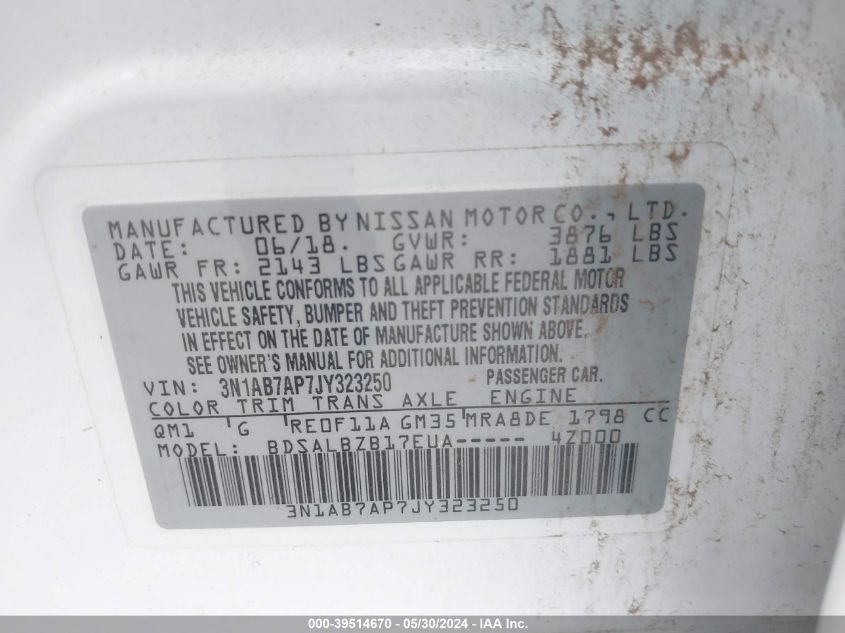 MANUFACTURED BY NISSAN MOTOR CO., LTD.
DATE: 06/18. GVWR: 3876 LBS
GAWR FR: 2143 LBS GAWR RR: 1881 LBS
THIS VEHICLE CONFORMS TO ALL APPLICABLE FEDERAL MOTOR
VEHICLE SAFETY, BUMPER AND THEFT PREVENTION STANDARDS
IN EFFECT ON THE DATE OF MANUFACTURE SHOWN ABOVE.
SEE OWNER'S MANUAL FOR ADDITIONAL INFORMATION.
VIN: 3N1AB7AP7JY323250 PASSENGER CAR.
COLOR TRIM TRANS AXLE ENGINE
QM1 G RE0F11A GM35 MRA8DE 1798 CC
MODEL: BDSALBZB17EUA----- 4Z000
3N1AB7AP7JY323250
000-39514670 - 05/30/2024 - IAA Inc.